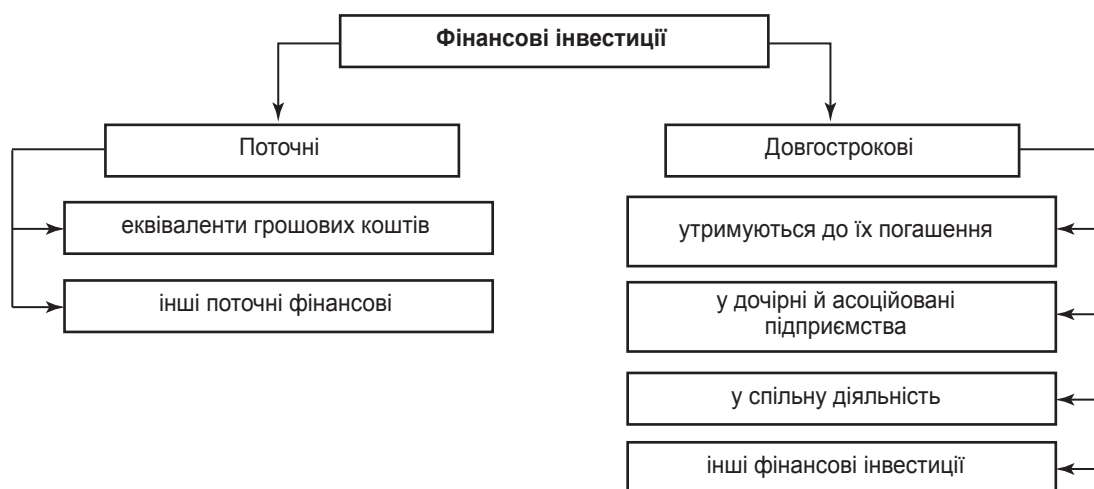 Фінансові інвестиції
Поточні
еквіваленти грошових коштів
інші поточні фінансові
Довгострокові
утримуються до їх погашення
у дочірні й асоційовані
підприємства
у спільну діяльність
інші фінансові інвестиції